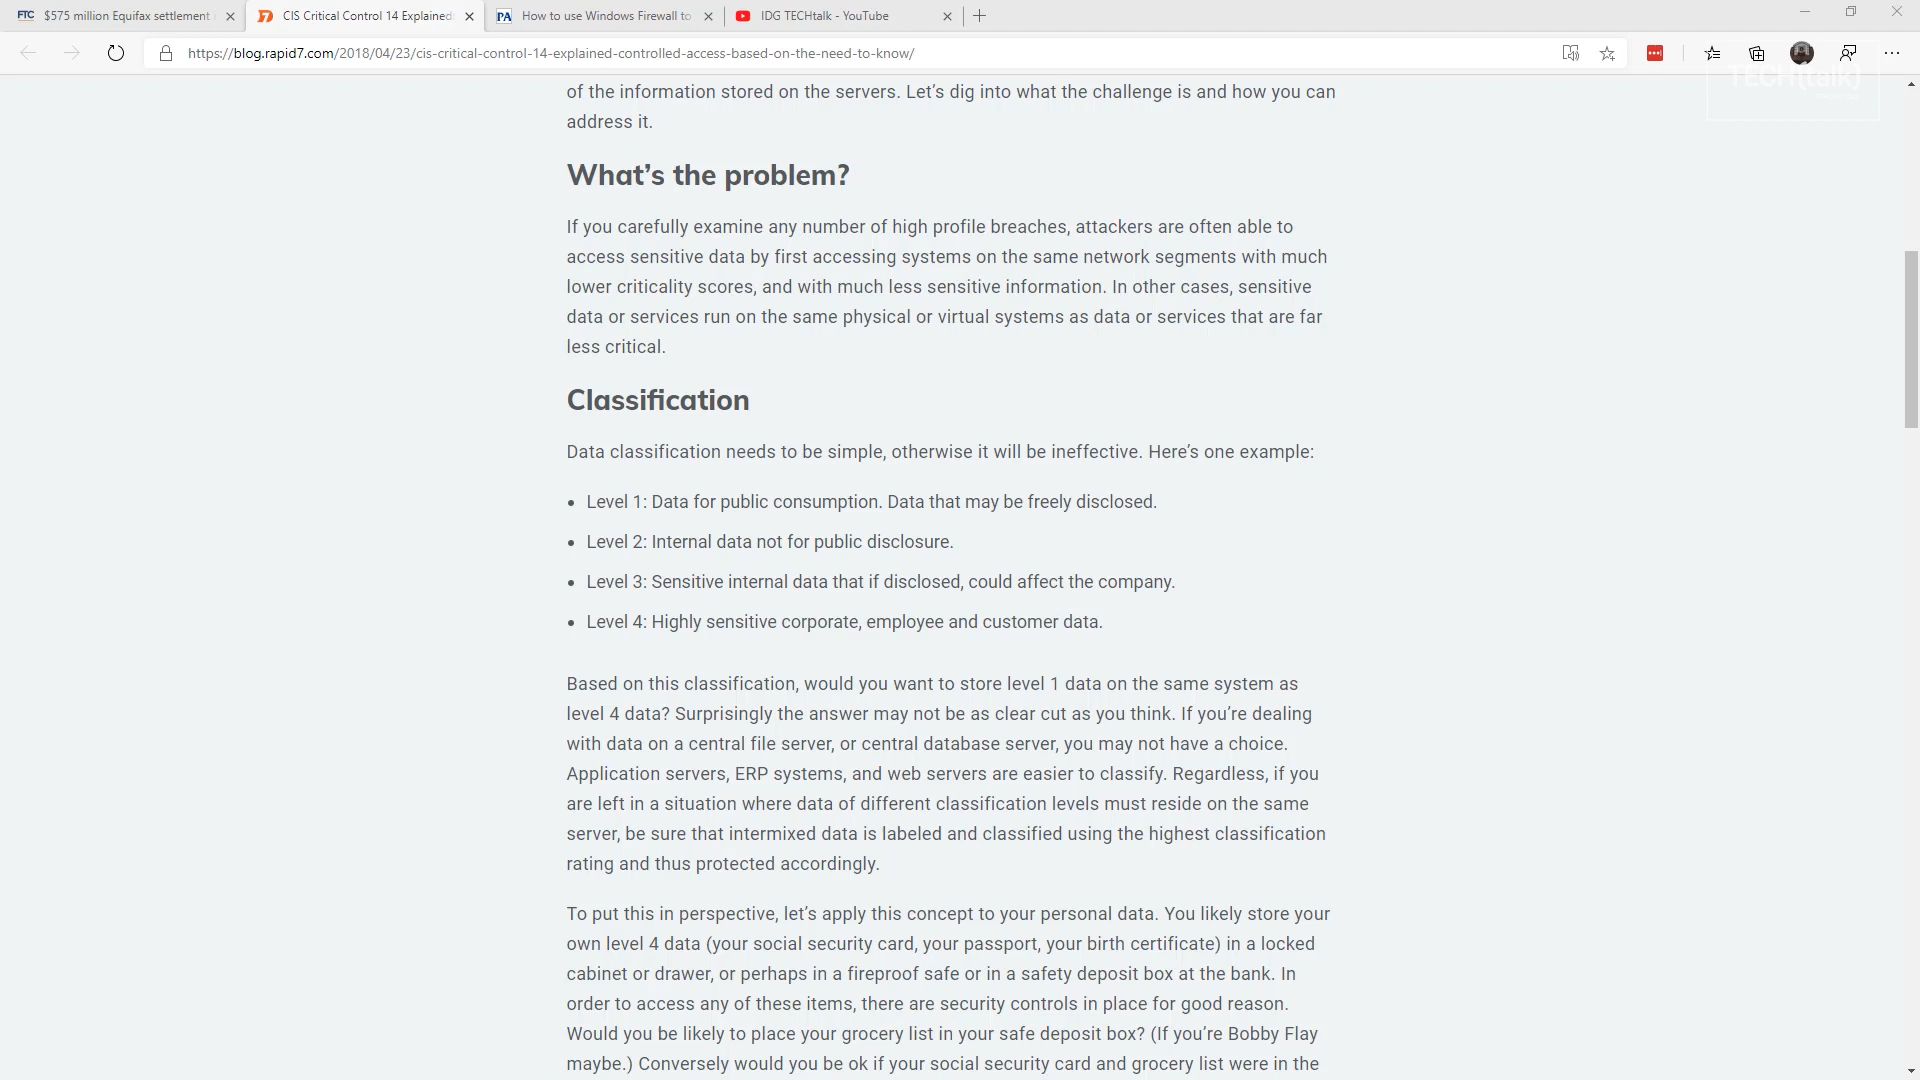 FTC $575 million Equifax settlement
CIS Critical Control 14 Explained:
PA How to use Windows Firewall to
IDG TECHtalk - YouTube
https://blog.rapid7.com/2018/04/23/cis-critical-control-14-explained-controlled-access-based-on-the-need-to-know/
TECH(talk)
of the information stored on the servers. Let’s dig into what the challenge is and how you can
address it.
What’s the problem?
If you carefully examine any number of high profile breaches, attackers are often able to
access sensitive data by first accessing systems on the same network segments with much
lower criticality scores, and with much less sensitive information. In other cases, sensitive
data or services run on the same physical or virtual systems as data or services that are far
less critical.
Classification
Data classification needs to be simple, otherwise it will be ineffective. Here’s one example:
• Level 1: Data for public consumption. Data that may be freely disclosed.
• Level 2: Internal data not for public disclosure.
• Level 3: Sensitive internal data that if disclosed, could affect the company.
• Level 4: Highly sensitive corporate, employee and customer data.
Based on this classification, would you want to store level 1 data on the same system as
level 4 data? Surprisingly the answer may not be as clear cut as you think. If you’re dealing
with data on a central file server, or central database server, you may not have a choice.
Application servers, ERP systems, and web servers are easier to classify. Regardless, if you
are left in a situation where data of different classification levels must reside on the same
server, be sure that intermixed data is labeled and classified using the highest classification
rating and thus protected accordingly.
To put this in perspective, let’s apply this concept to your personal data. You likely store your
own level 4 data (your social security card, your passport, your birth certificate) in a locked
cabinet or drawer, or perhaps in a fireproof safe or in a safety deposit box at the bank. In
order to access any of these items, there are security controls in place for good reason.
Would you be likely to place your grocery list in your safe deposit box? (If you’re Bobby Flay
maybe.) Conversely would you be ok if your social security card and grocery list were in the